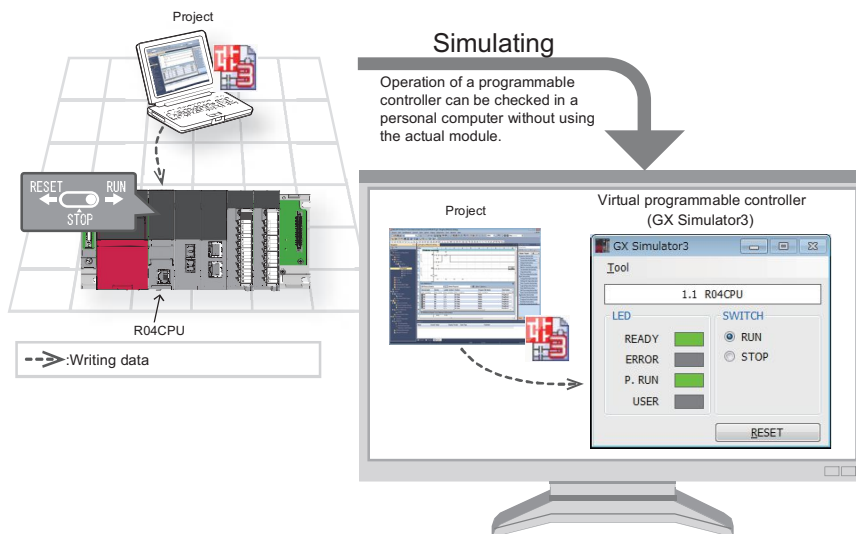 Project
Simulating
Operation of a programmable
controller can be checked in a
personal computer without using
the actual module.
RESET RUN
STOP
R04CPU
:Writing data
Project
Virtual programmable controller
(GX Simulator3)
GX Simulator3
Tool
1.1 R04CPU
LED
READY
ERROR
P. RUN
USER
SWITCH
RUN
STOP
RESET